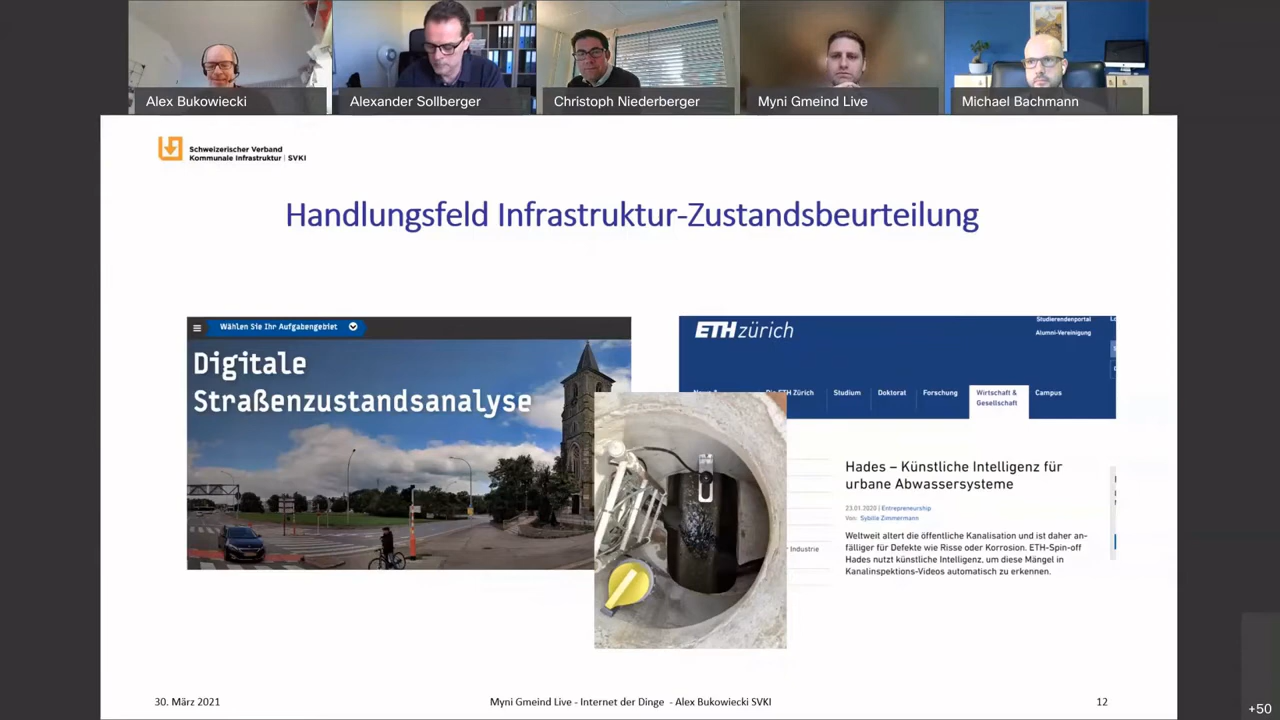 Alex Bukowiecki
Alexander Sollberger
Christoph Niederberger
Myni Gmeind Live
Michael Bachmann
Schweizerischer Verband
Kommunale Infrastruktur | SVKI
Handlungsfeld Infrastruktur-Zustandsbeurteilung
Wählen Sie Ihr Aufgabengebiet
Digitale
Straßenzustandsanalyse
ETH zürich
Studierendenportal
Alumni-Vereinigung
ETH Zürich
Studium
Doktorat
Forschung
Wirtschaft &
Gesellschaft
Campus
Hades – Künstliche Intelligenz für
urbane Abwassersysteme
23.01.2020 | Entrepreneurship
Von: Sybille Zimmermann
Industrie
Weltweit altert die öffentliche Kanalisation und ist daher an-
fälliger für Defekte wie Risse oder Korrosion. ETH-Spin-off
Hades nutzt künstliche Intelligenz, um diese Mängel in
Kanalinspektions-Videos automatisch zu erkennen.
30. März 2021
Myni Gmeind Live - Internet der Dinge - Alex Bukowiecki SVKI
12
+50